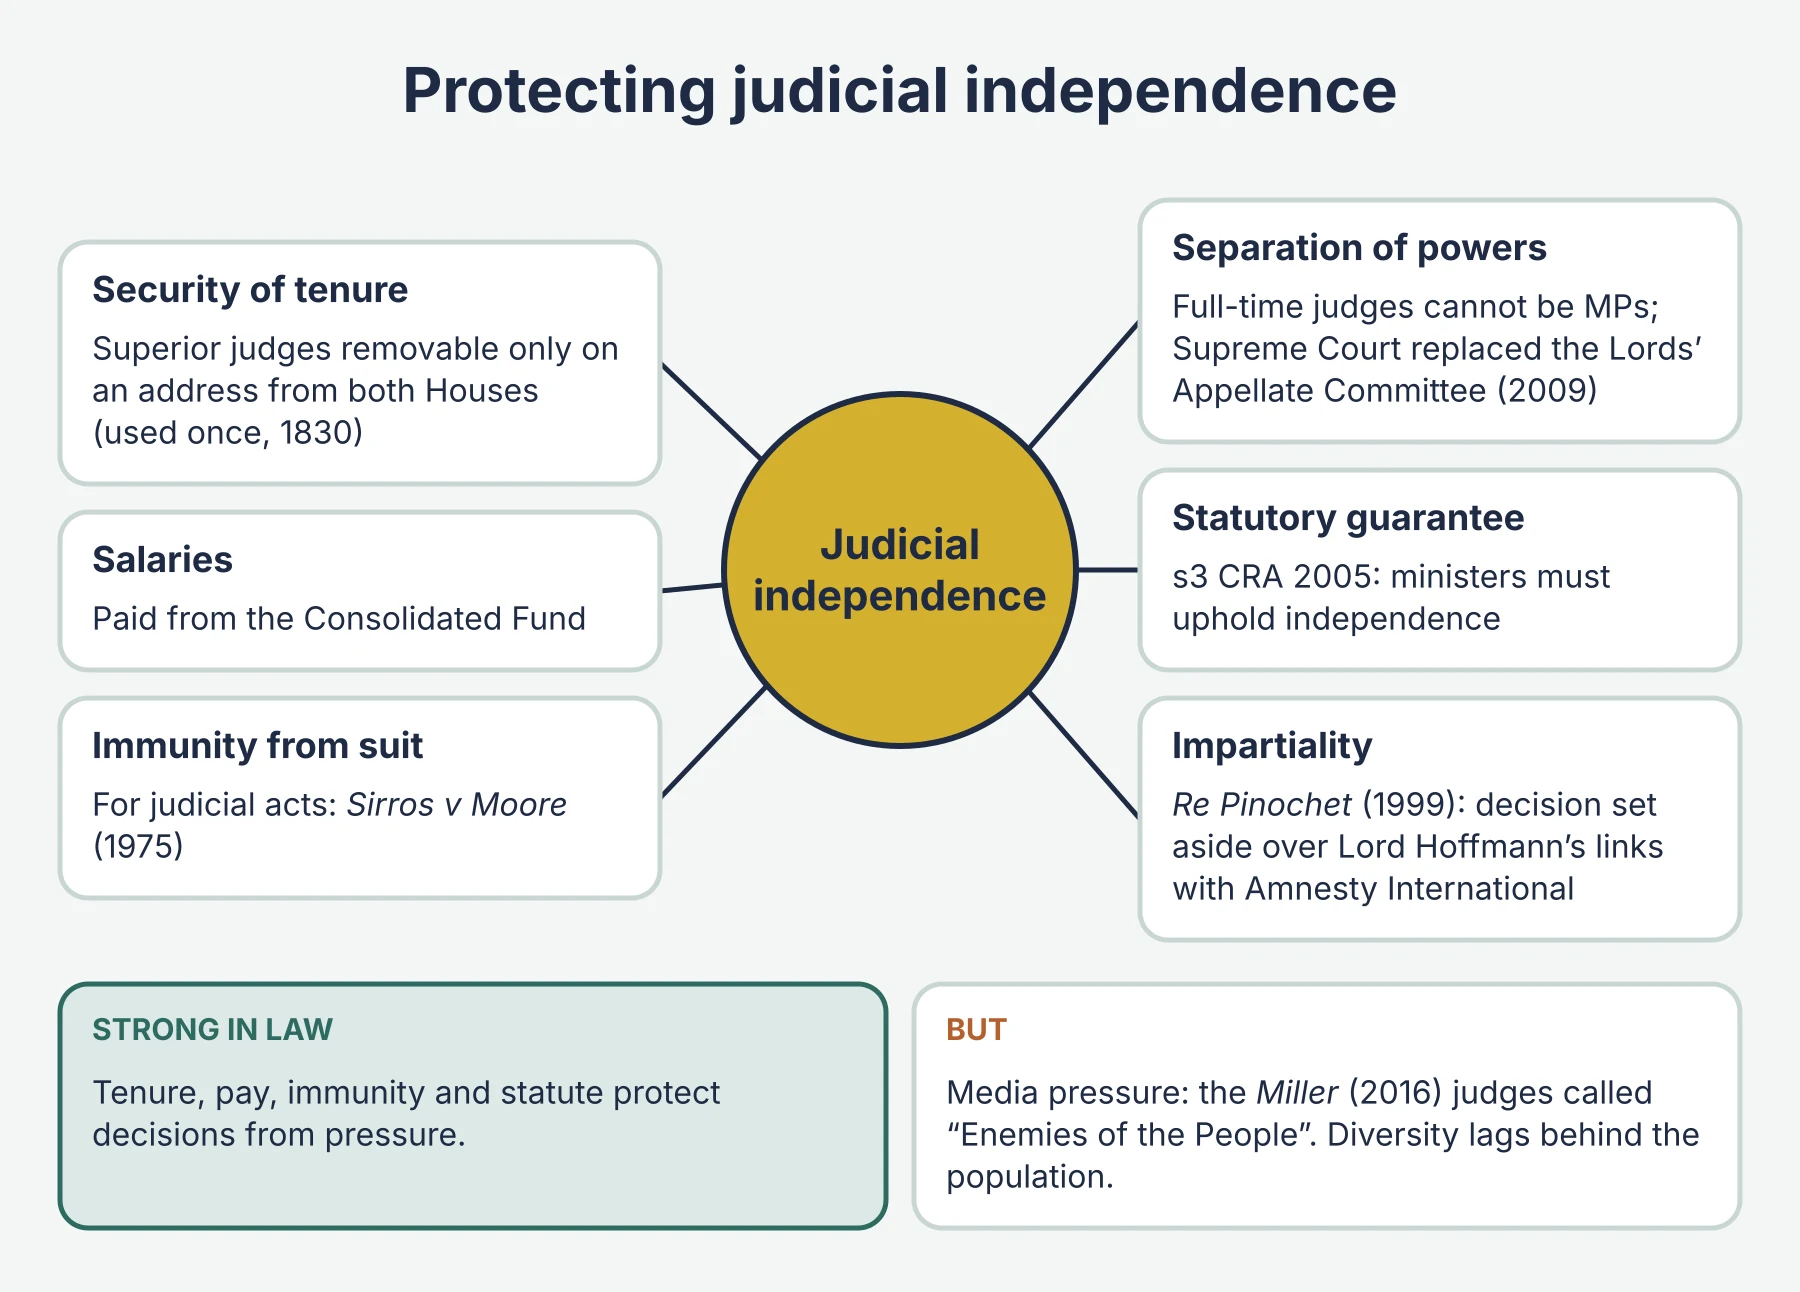 Protecting judicial independence
Security of tenure
Superior judges removable only on
an address from both Houses
(used once, 1830)
Salaries
Paid from the Consolidated Fund
Immunity from suit
For judicial acts: Sirros v Moore
(1975)
Judicial
independence
Separation of powers
Full-time judges cannot be MPs;
Supreme Court replaced the Lords’
Appellate Committee (2009)
Statutory guarantee
s3 CRA 2005: ministers must
uphold independence
Impartiality
Re Pinochet (1999): decision set
aside over Lord Hoffmann’s links
with Amnesty International
STRONG IN LAW
Tenure, pay, immunity and statute protect
decisions from pressure.
BUT
Media pressure: the Miller (2016) judges called
“Enemies of the People”. Diversity lags behind the
population.